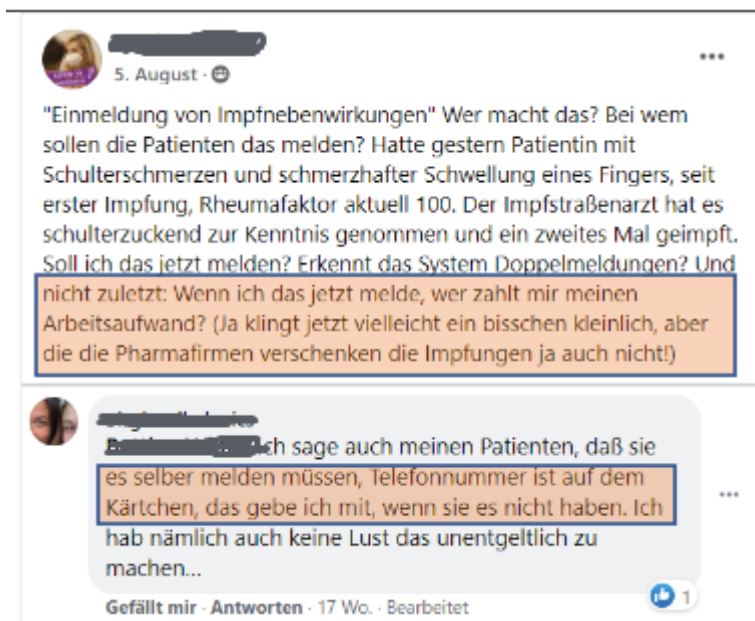 5. August ·
"Einmeldung von Impfnebenwirkungen" Wer macht das? Bei wem
sollen die Patienten das melden? Hatte gestern Patientin mit
Schulterschmerzen und schmerzhafter Schwellung eines Fingers, seit
erster Impfung, Rheumafaktor aktuell 100. Der Impfstraßenarzt hat es
schulterzuckend zur Kenntnis genommen und ein zweites Mal geimpft.
Soll ich das jetzt melden? Erkennt das System Doppelmeldungen? Und
nicht zuletzt: Wenn ich das jetzt melde, wer zahlt mir meinen
Arbeitsaufwand? (Ja klingt jetzt vielleicht ein bisschen kleinlich, aber
die die Pharmafirmen verschenken die Impfungen ja auch nicht!)
ch sage auch meinen Patienten, daß sie
es selber melden müssen, Telefonnummer ist auf dem
Kärtchen, das gebe ich mit, wenn sie es nicht haben. Ich
hab nämlich auch keine Lust das unentgeltlich zu
machen...
Gefällt mir · Antworten · 17 Wo. · Bearbeitet
1